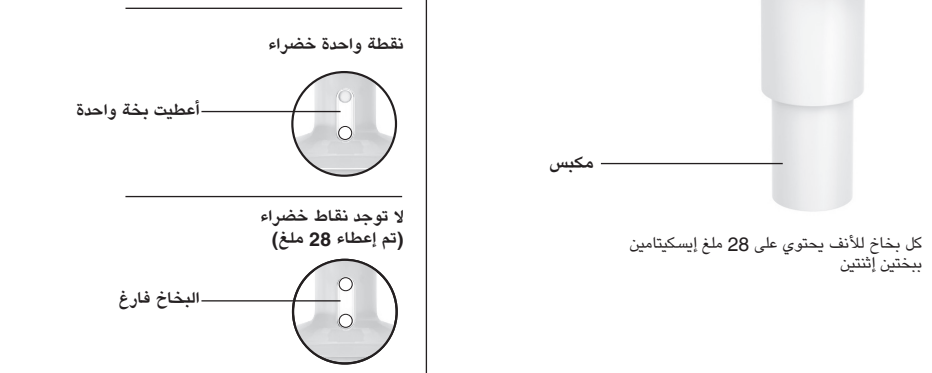 مكبس
كل بخاخ للأنف يحتوي على 28 ملغ إيسكيتامين
ببختين إثنتين
نقطة واحدة خضراء
أعطيت بخة واحدة
لا توجد نقاط خضراء
(تم إعطاء 28 ملغ)
البخاخ فارغ